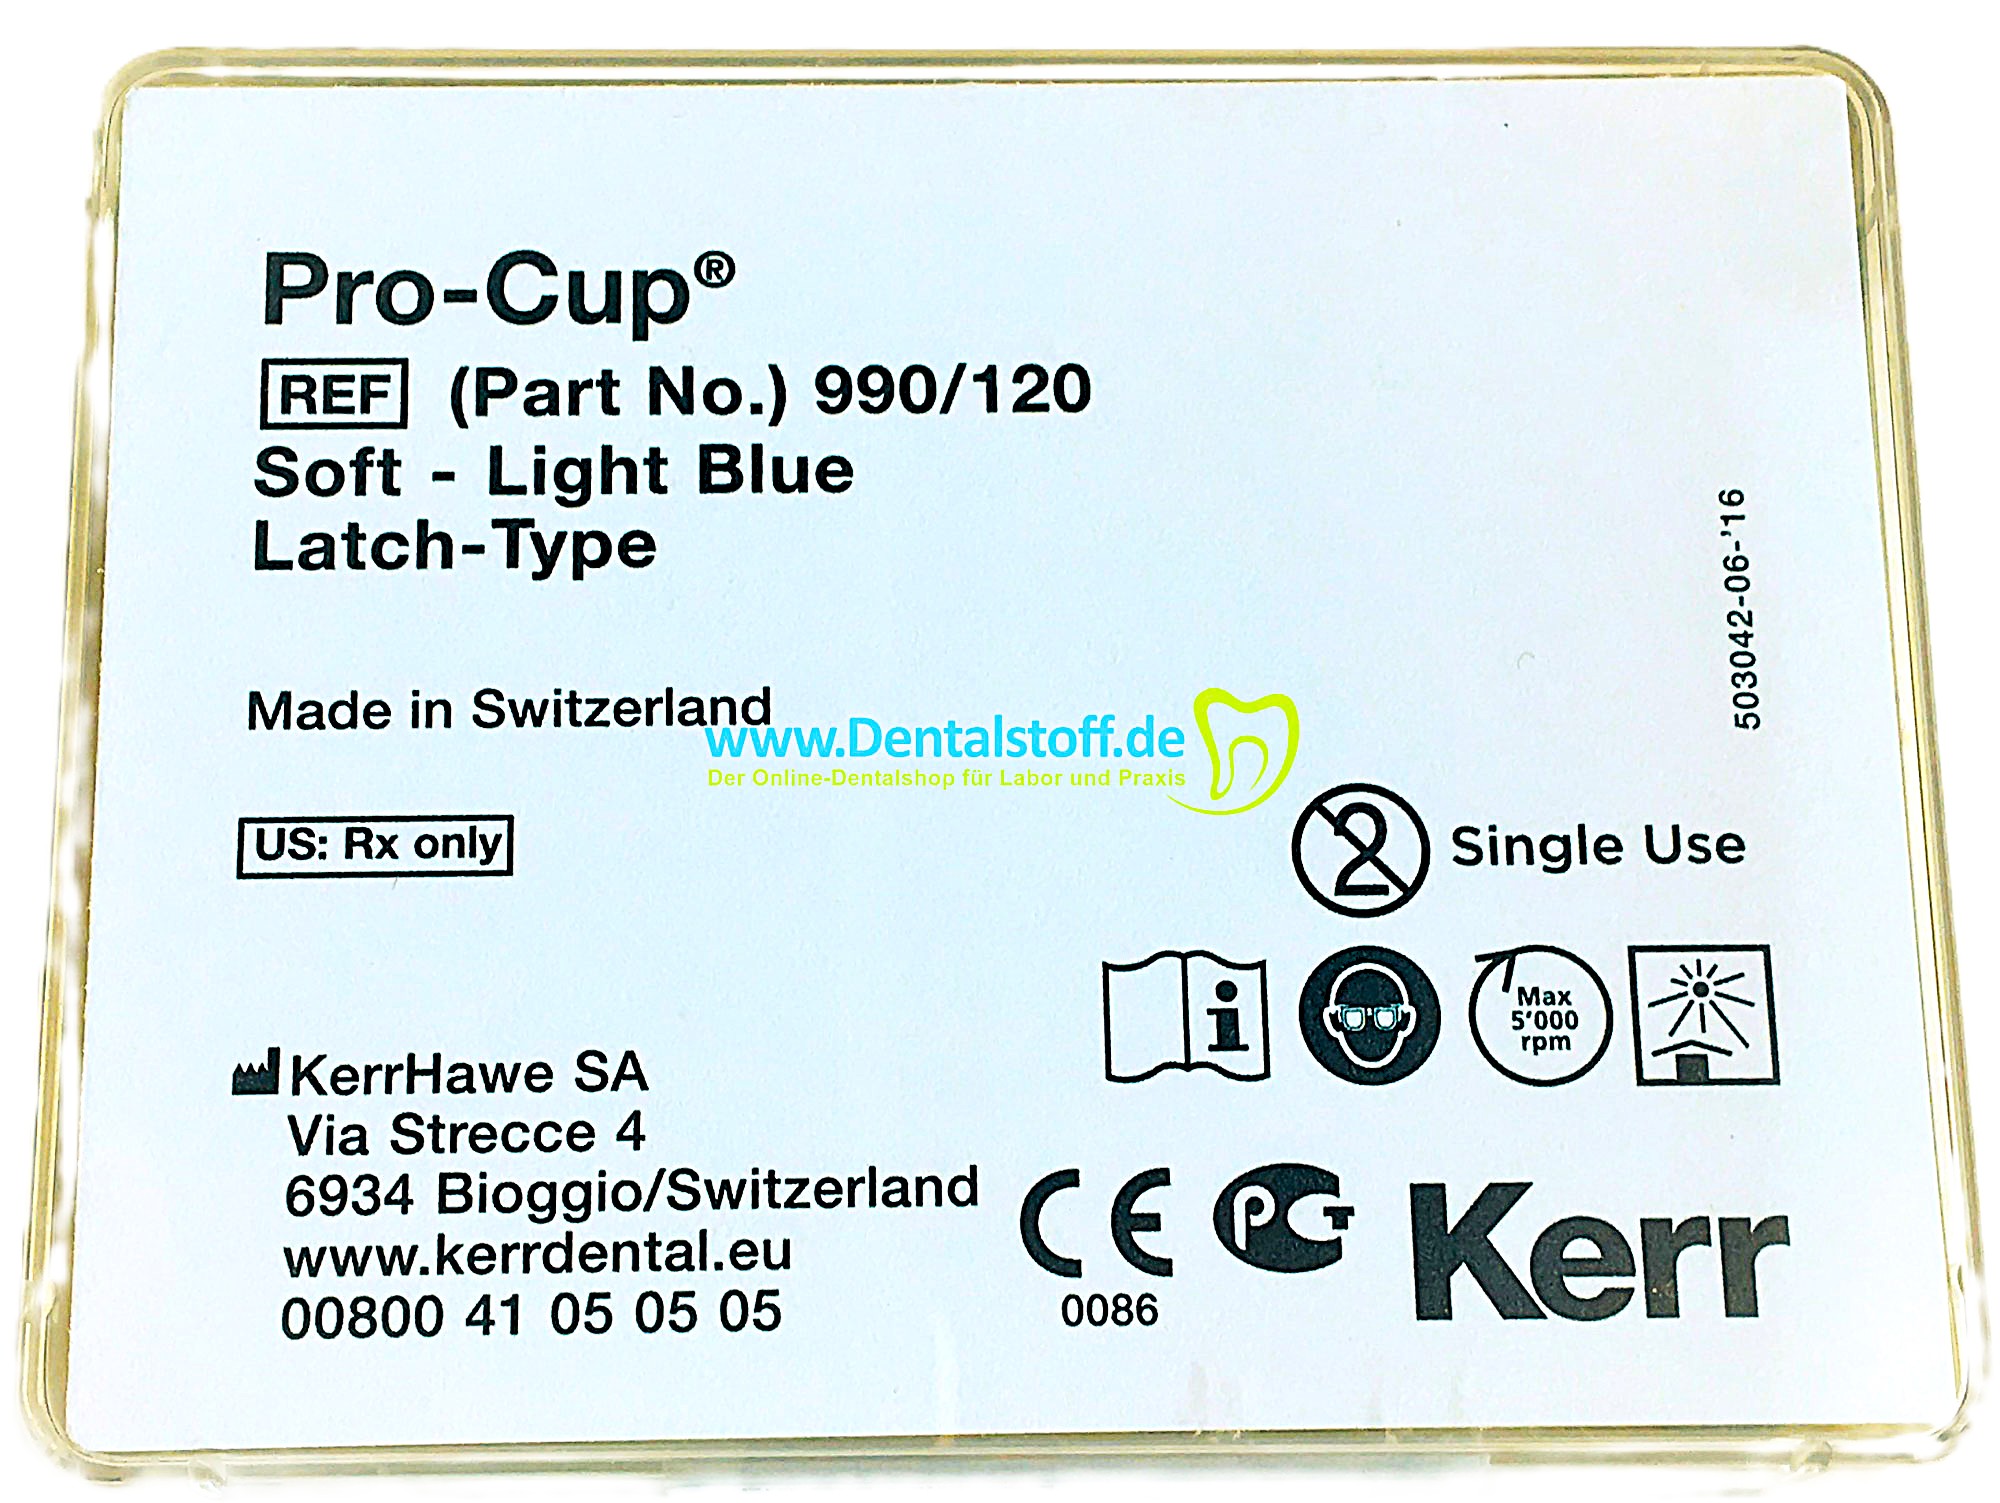 Pro-Cup®
REF (Part No.) 990/120
Soft - Light Blue
Latch-Type
503042-06-'16
Made in Switzerland
www.Dentalstoff.de
Der Online-Dentalshop für Labor und Praxis
US: Rx only
2 Single Use
i
Max
5'000
rpm
KerrHawe SA
Via Strecce 4
6934 Bioggio/Switzerland
www.kerrdental.eu
00800 41 05 05 05
CE
0086
РСТ
Kerr